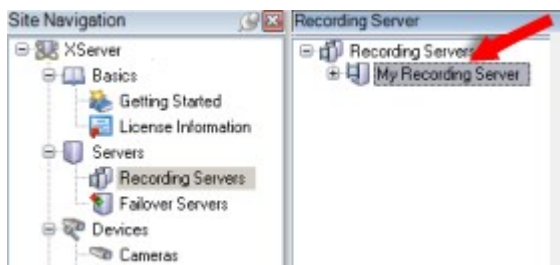 Site Navigation
XServer
Basics
Getting Started
License Information
Servers
Recording Servers
Failover Servers
Devices
Cameras
Recording Server
Recording Servers
My Recording Server